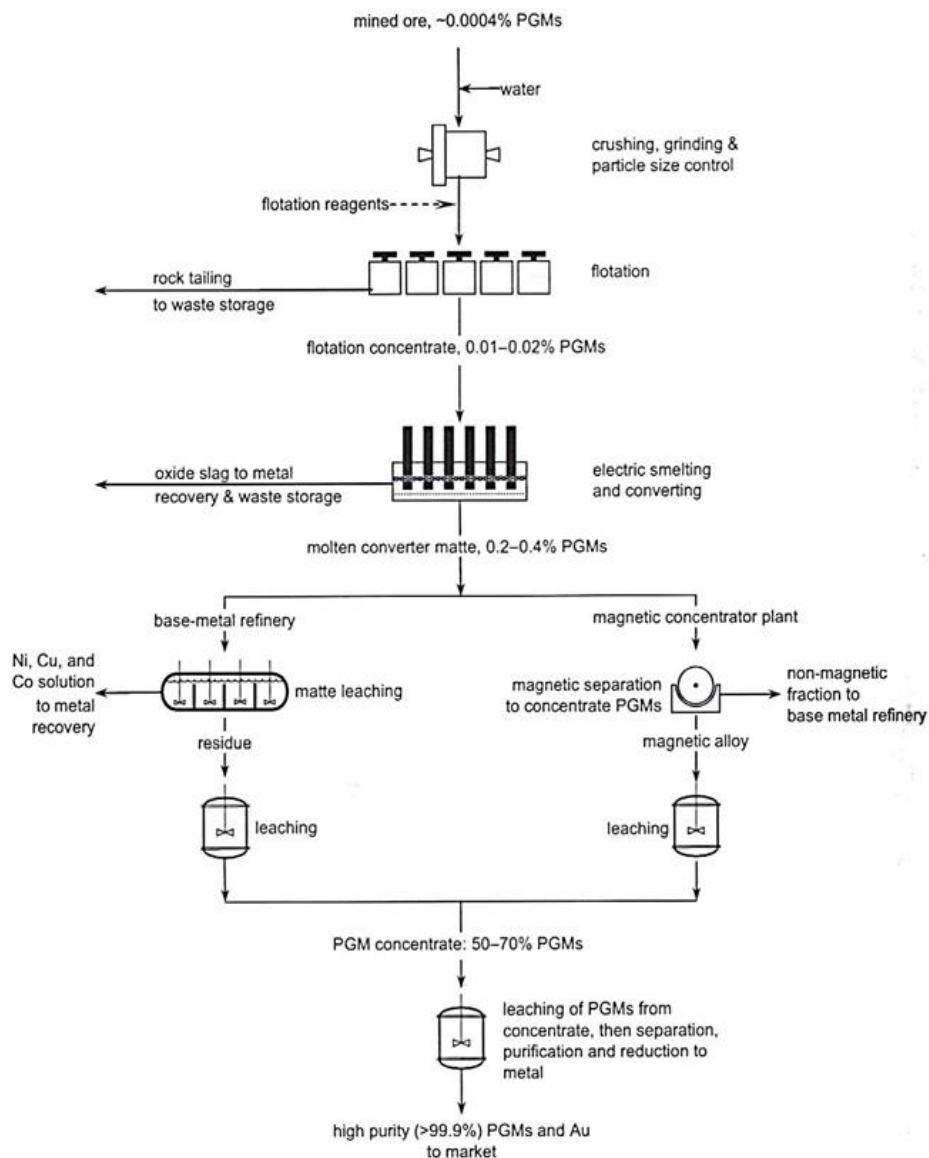 mined ore, ~0.0004% PGMs
water
crushing, grinding &
particle size control
flotation reagents
flotation
rock tailing
to waste storage
flotation concentrate, 0.01–0.02% PGMs
electric smelting
and converting
oxide slag to metal
recovery & waste storage
molten converter matte, 0.2–0.4% PGMs
base-metal refinery
magnetic concentrator plant
Ni, Cu, and
Co solution
to metal
recovery
matte leaching
magnetic separation
to concentrate PGMs
non-magnetic
fraction to
base metal refinery
residue
magnetic alloy
leaching
leaching
PGM concentrate: 50–70% PGMs
leaching of PGMs from
concentrate, then separation,
purification and reduction to
metal
high purity (>99.9%) PGMs and Au
to market